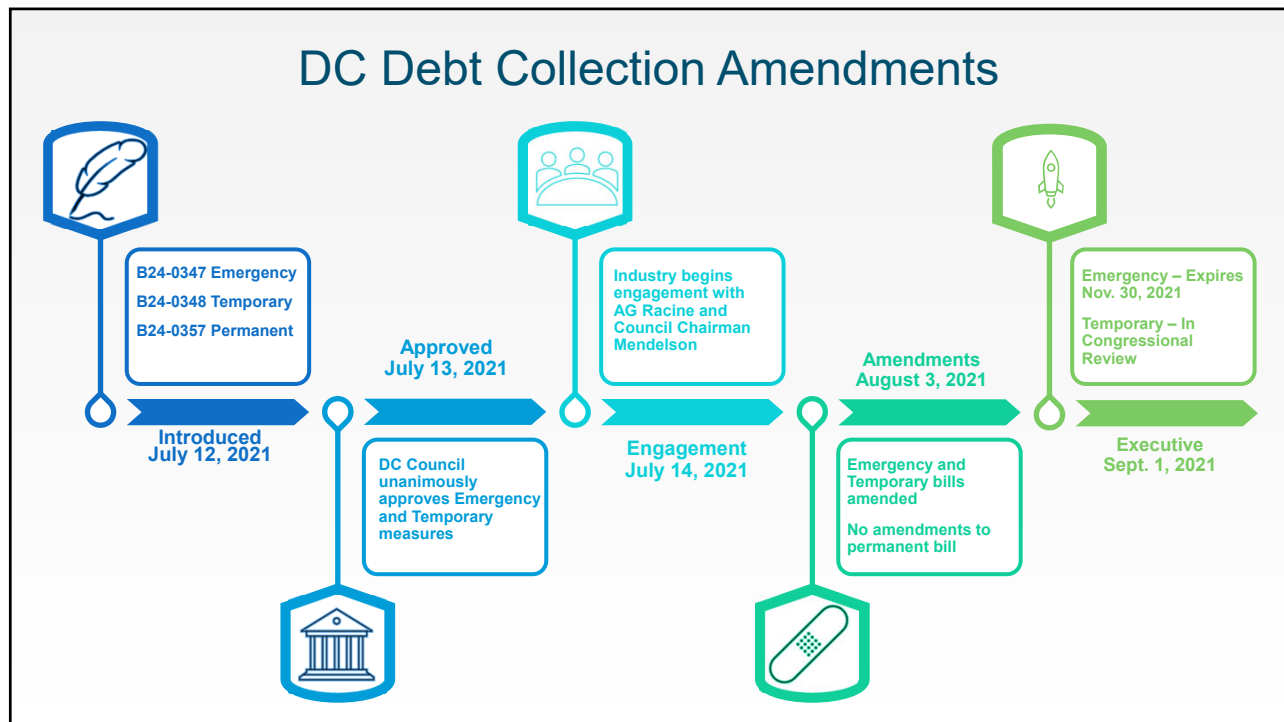 DC Debt Collection Amendments
B24-0347 Emergency
B24-0348 Temporary
B24-0357 Permanent
Introduced
July 12, 2021
Approved
July 13, 2021
DC Council
unanimously
approves Emergency
and Temporary
measures
Industry begins
engagement with
AG Racine and
Council Chairman
Mendelson
Engagement
July 14, 2021
Amendments
August 3, 2021
Emergency and
Temporary bills
amended
No amendments to
permanent bill
Emergency – Expires
Nov. 30, 2021
Temporary – In
Congressional
Review
Executive
Sept. 1, 2021